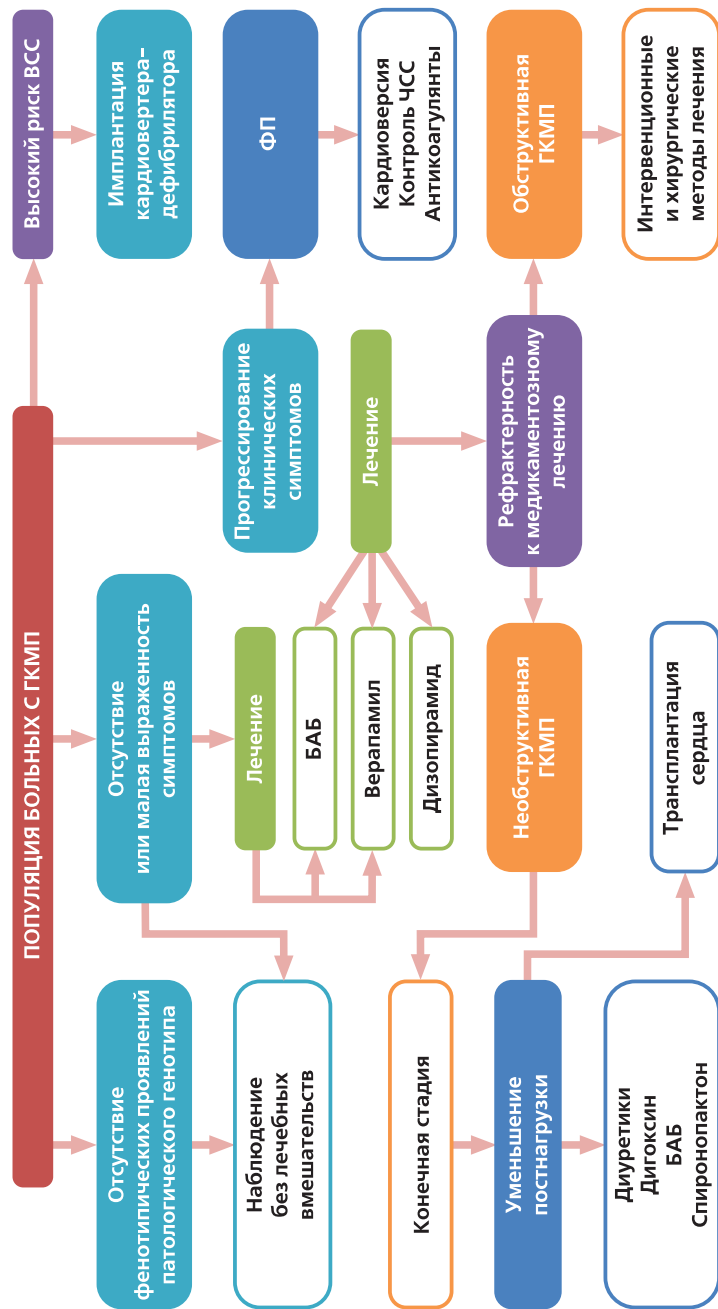 ПОПУЛЯЦИЯ БОЛЬНЫХ С ГКМП
Высокий риск ВСС
Отсутствие
фенотипических проявлений
патологического генотипа
Отсутствие
или малая выраженность
симптомов
Имплантация
кардиовертера–
дефибрилятора
Наблюдение
без лечебных
вмешательств
Лечение
Прогрессирование
клинических
симптомов
ФП
БАБ
Верапамил
Дизопирамид
Лечение
Кардиоверсия
Контроль ЧСС
Антикоагулянты
Конечная стадия
Необструктивная
ГКМП
Рефрактерность
к медикаментозному
лечению
Обструктивная
ГКМП
Уменьшение
постнагрузки
Диуретики
Дигоксин
БАБ
Спиронопактон
Трансплантация
сердца
Интервенционные
и хирургические
методы лечения